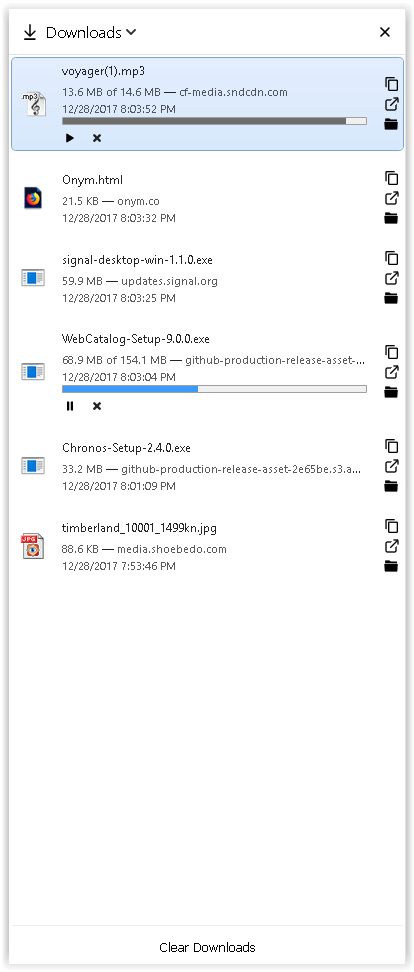 Downloads
voyager(1).mp3
13.6 MB of 14.6 MB — cf-media.sndcdn.com
12/28/2017 8:03:52 PM
.mp3
Onym.html
21.5 KB — onym.co
12/28/2017 8:03:32 PM
signal-desktop-win-1.1.0.exe
59.9 MB — updates.signal.org
12/28/2017 8:03:25 PM
WebCatalog-Setup-9.0.0.exe
68.9 MB of 154.1 MB — github-production-release-asset-...
12/28/2017 8:03:04 PM
Chronos-Setup-2.4.0.exe
33.2 MB — github-production-release-asset-2e65be.s3.a...
12/28/2017 8:01:09 PM
timberland_10001_1499kn.jpg
JPG
88.6 KB — media.shoebedo.com
12/28/2017 7:53:46 PM
Clear Downloads